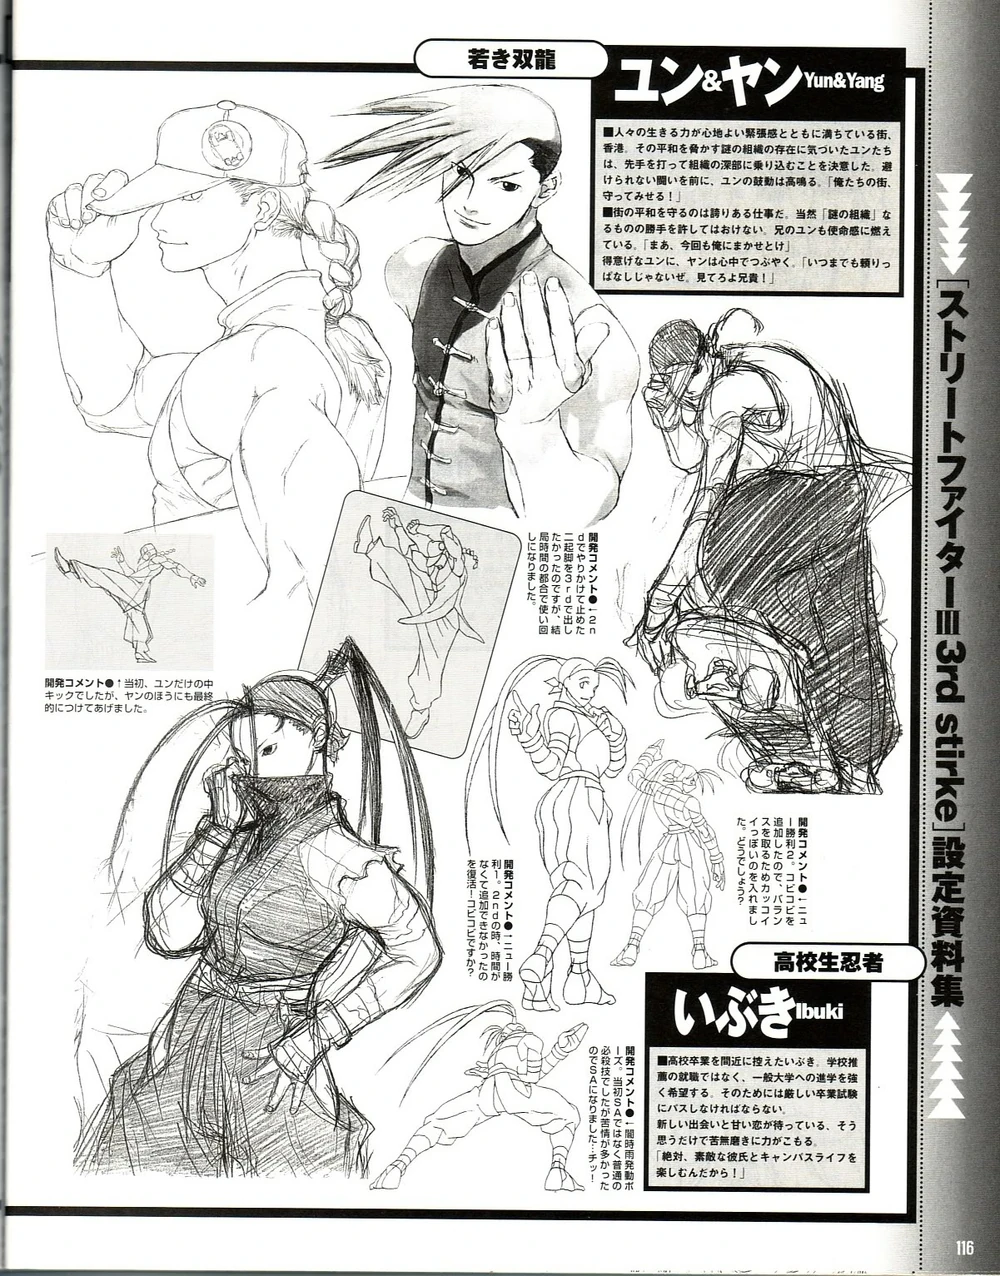 若き双龍
ユン&ヤン Yun&Yang
■人々の生きる力が心地よい緊張感とともに満ちている街、
香港。その平和を脅かす謎の組織の存在に気づいたユンたち
は、先手を打って組織の深部に乗り込むことを決意した。避
けられない闘いを前に、ユンの鼓動は高鳴る。「俺たちの街、
守ってみせる！」
■街の平和を守るのは誇りある仕事だ。当然「謎の組織」な
るものの勝手を許してはおけない。兄のユンも使命感に燃え
ている。「まあ、今回も俺にまかせとけ」
得意げなユンに、ヤンは心中でつぶやく。「いつまでも頼りっ
ぱなしじゃないぜ。見てろよ兄貴！」
[ストリートファイターIII 3rd stirke]設定資料集
開発コメント●←2n
dでやりかけて止めた
二起脚を3rdで出し
たかったのですが、結
局時間の都合で使い回
しになりました。
開発コメント●↑当初、ユンだけの中
キックでしたが、ヤンのほうにも最終
的につけてあげました。
開発コメント●←ニュ
ー勝利2。コビコビを
追加したので、バラン
スを取るためカッコイ
イっぽいのを入れまし
た。どうでしょう？
開発コメント●←ニュー勝
利1。2ndの時、時間が
なくて追加できなかったの
を復活！コビコビですか？
高校生忍者
いぶき Ibuki
■高校卒業を間近に控えたいぶき。学校推
薦の就職ではなく、一般大学への進学を強
く希望する。そのためには厳しい卒業試験
にパスしなければならない。
新しい出会いと甘い恋が待っている、そう
思うだけで苦無磨きに力がこもる。
「絶対、素敵な彼氏とキャンパスライフを
楽しむんだから！」
開発コメント●←闇時雨発動ポ
ーズ。当初SAではなく普通の
必殺技でしたが苦情が多かった
のでSAになりました…チッ！
116